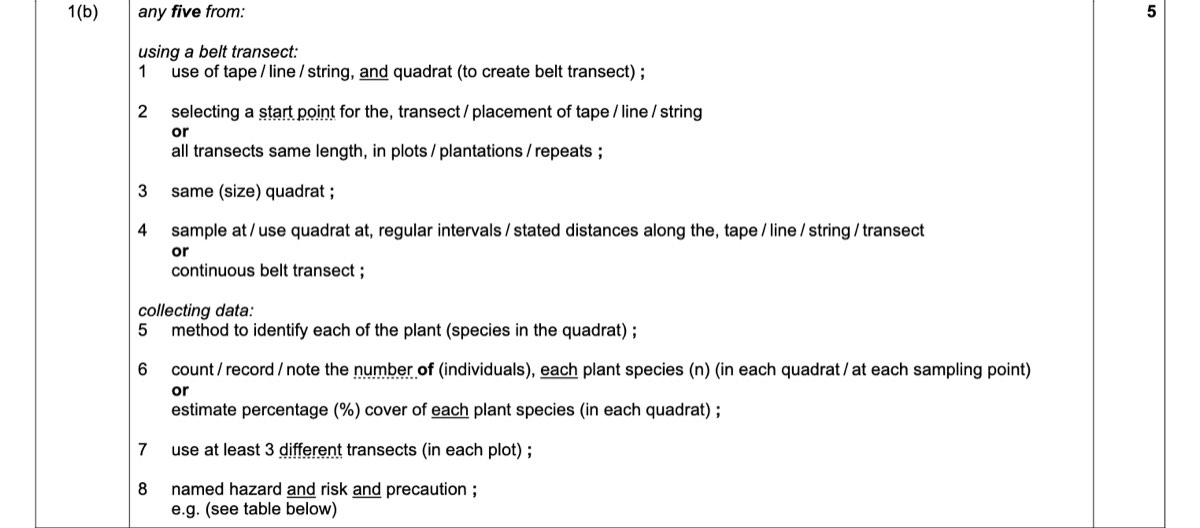 1(b) any five from: 5
using a belt transect:
1 use of tape / line / string, and quadrat (to create belt transect) ;
2 selecting a start point for the, transect / placement of tape / line / string
or
all transects same length, in plots / plantations / repeats ;
3 same (size) quadrat ;
4 sample at / use quadrat at, regular intervals / stated distances along the, tape / line / string / transect
or
continuous belt transect ;
collecting data:
5 method to identify each of the plant (species in the quadrat) ;
6 count / record / note the number of (individuals), each plant species (n) (in each quadrat / at each sampling point)
or
estimate percentage (%) cover of each plant species (in each quadrat) ;
7 use at least 3 different transects (in each plot) ;
8 named hazard and risk and precaution ;
e.g. (see table below)